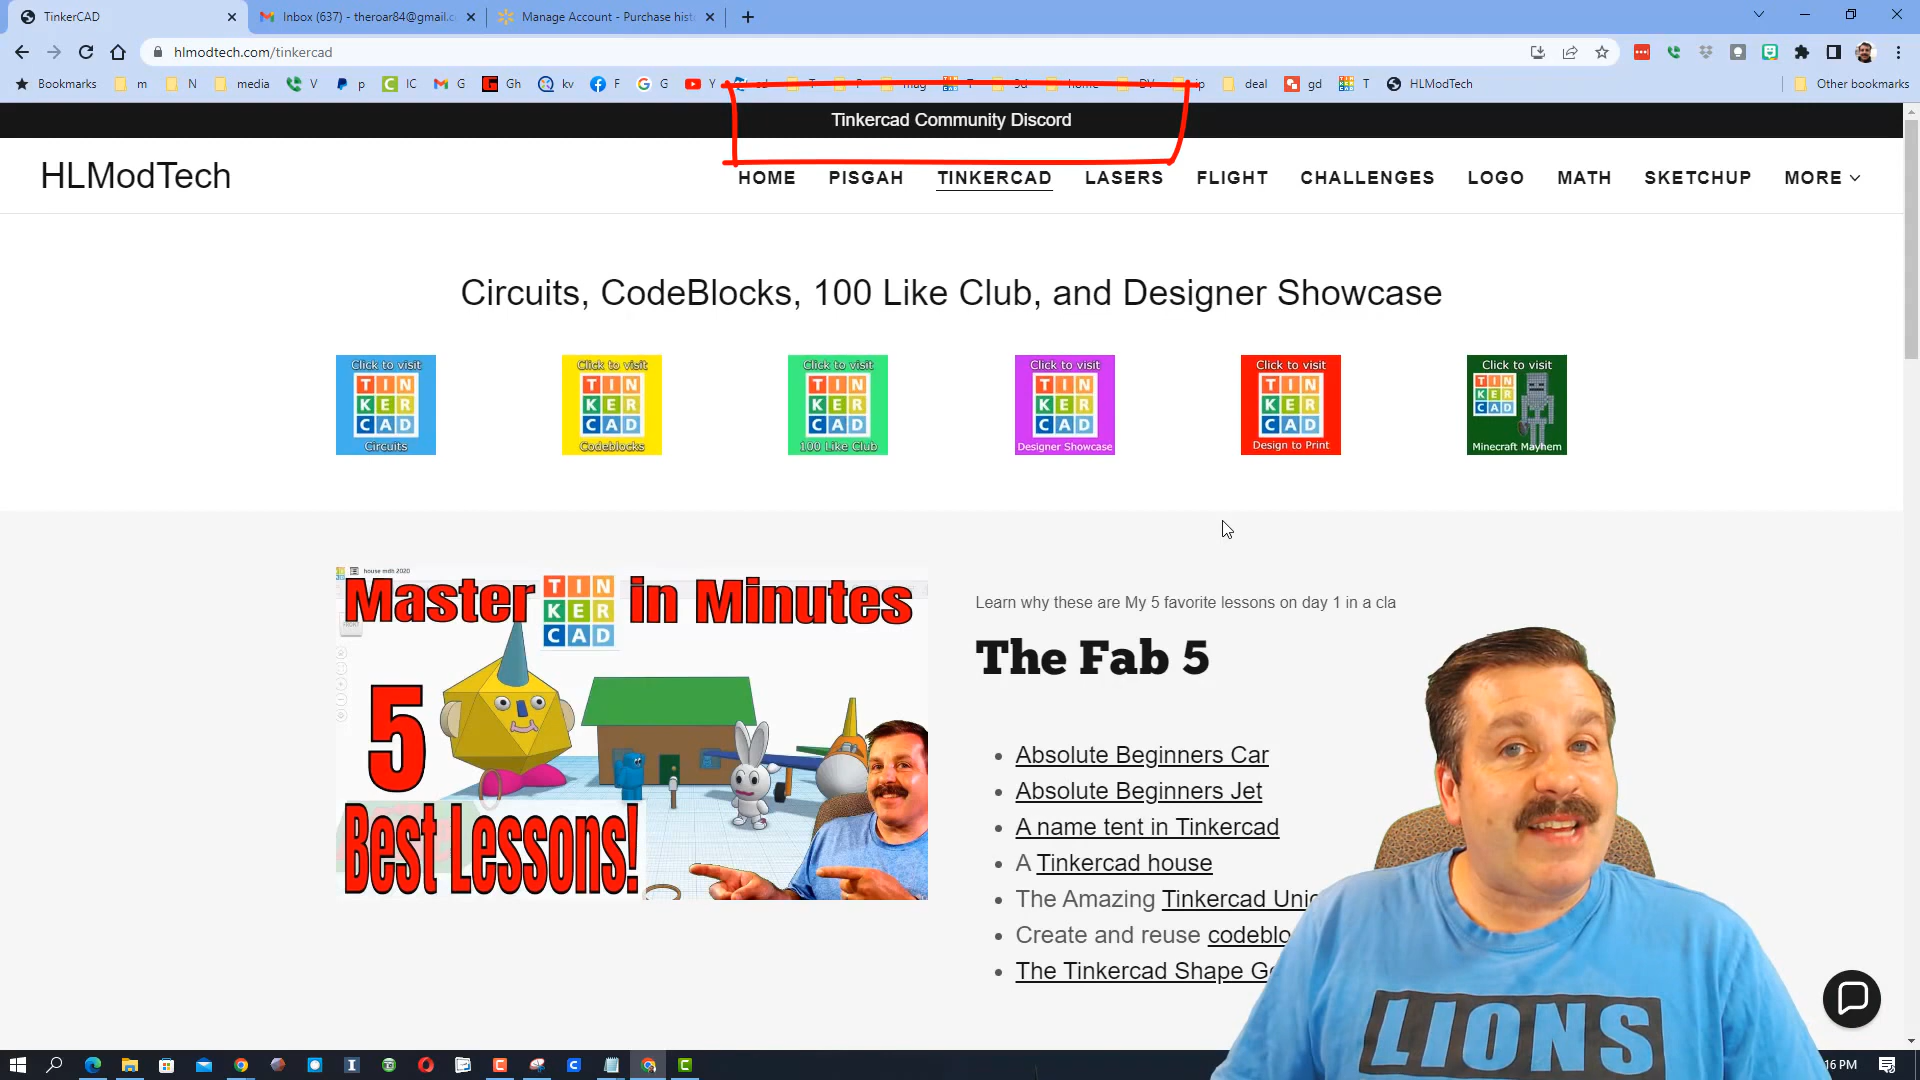 TinkerCAD
Inbox (637) - theroar84@gmail.c
Manage Account - Purchase hist
hlmodtech.com/tinkercad
Bookmarks m N media V p IC G Gh kv F G Y T deal gd T HLModTech Other bookmarks
Tinkercad Community Discord
HLModTech
HOME PISGAH TINKERCAD LASERS FLIGHT CHALLENGES LOGO MATH SKETCHUP MORE
Circuits, CodeBlocks, 100 Like Club, and Designer Showcase
Click to visit
TIN
KER
CAD
Circuits
Click to visit
TIN
KER
CAD
Codeblocks
Click to visit
TIN
KER
CAD
100 Like Club
Click to visit
TIN
KER
CAD
Designer Showcase
Click to visit
TIN
KER
CAD
Design to Print
Click to visit
TIN
KER
CAD
Minecraft Mayhem
house mdh 2020
Master TIN KER CAD in Minutes
5
Best Lessons!
Learn why these are My 5 favorite lessons on day 1 in a cla
The Fab 5
Absolute Beginners Car
Absolute Beginners Jet
A name tent in Tinkercad
A Tinkercad house
The Amazing Tinkercad Unic
Create and reuse codeblo
The Tinkercad Shape Ge
LIONS
16 PM